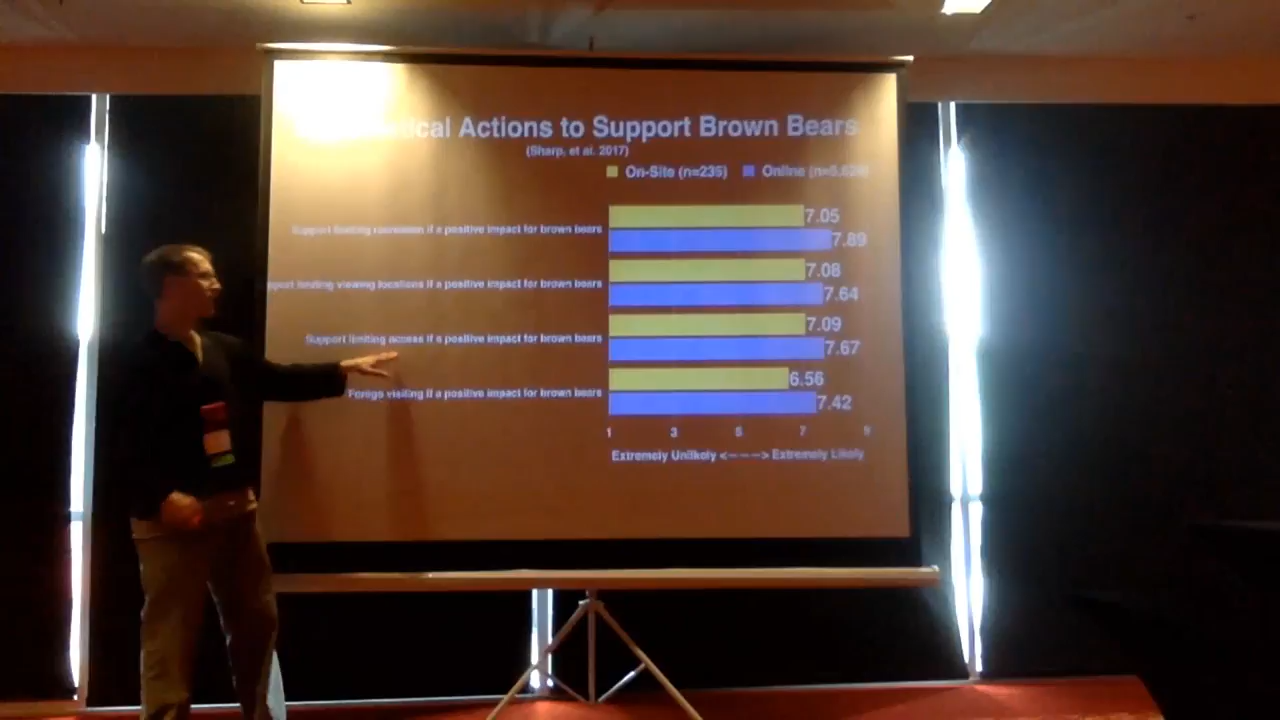 Actions to Support Brown Bears
(Sharp, et al. 2017)
On-Site (n=235) Online
Support limiting recreation if a positive impact for brown bears
7.05
7.89
limiting viewing locations if a positive impact for brown bears
7.08
7.64
Support limiting access if a positive impact for brown bears
7.09
7.67
Forego visiting if a positive impact for brown bears
6.56
7.42
1 3 5 7 9
Extremely Unlikely <----> Extremely Likely